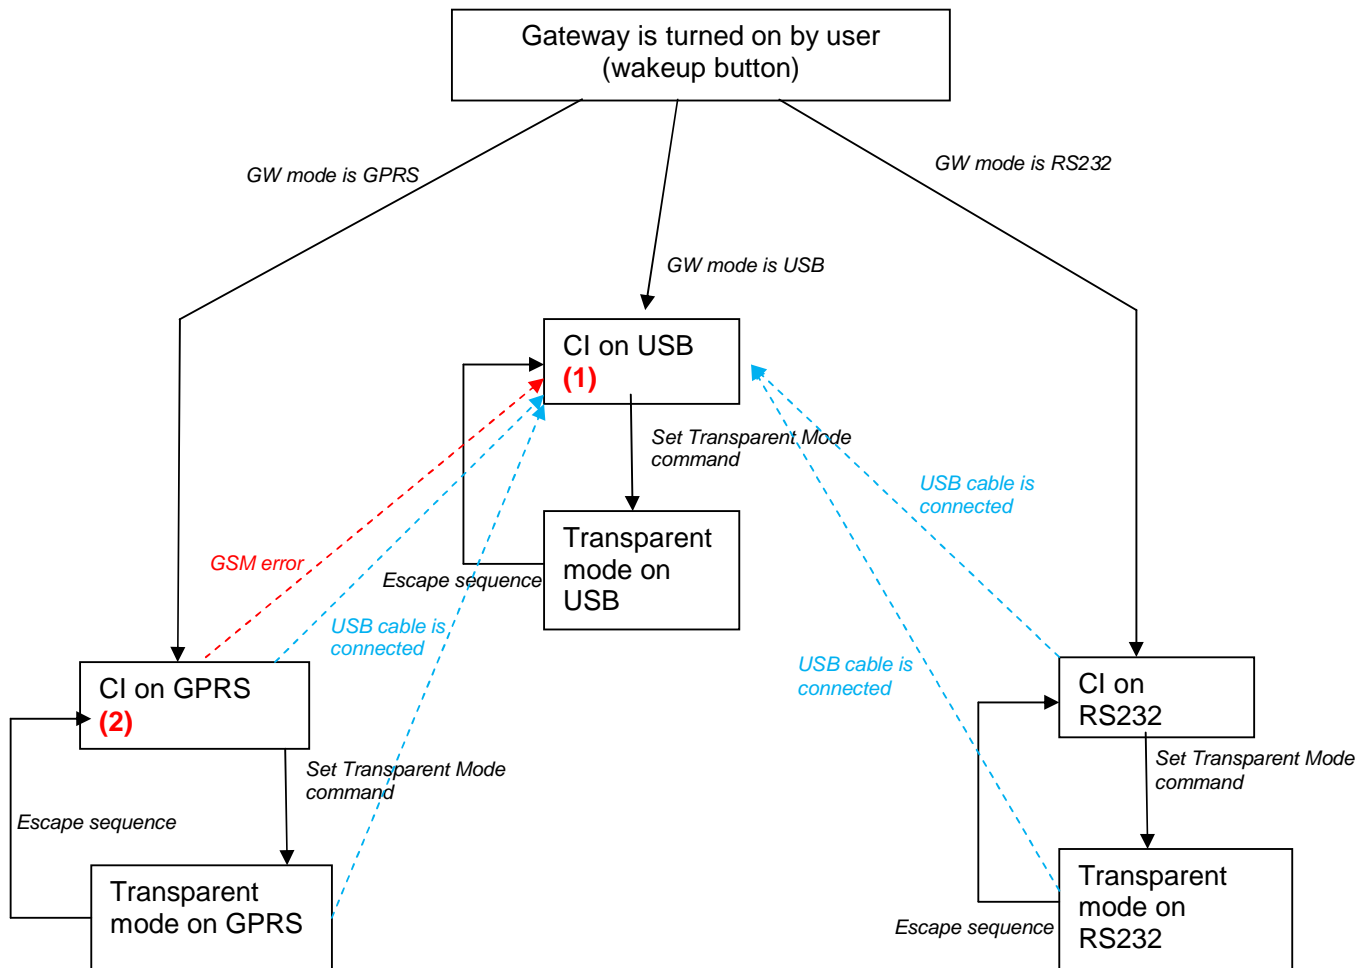 Gateway is turned on by user
(wakeup button)
GW mode is GPRS
GW mode is RS232
GW mode is USB
CI on USB
(1)
Set Transparent Mode
command
USB cable is
connected
Transparent
mode on
USB
GSM error
Escape sequence
USB cable is
connected
USB cable is
connected
CI on GPRS
(2)
CI on
RS232
Set Transparent Mode
command
Set Transparent Mode
command
Escape sequence
Transparent
mode on GPRS
Transparent
mode on
RS232
Escape sequence